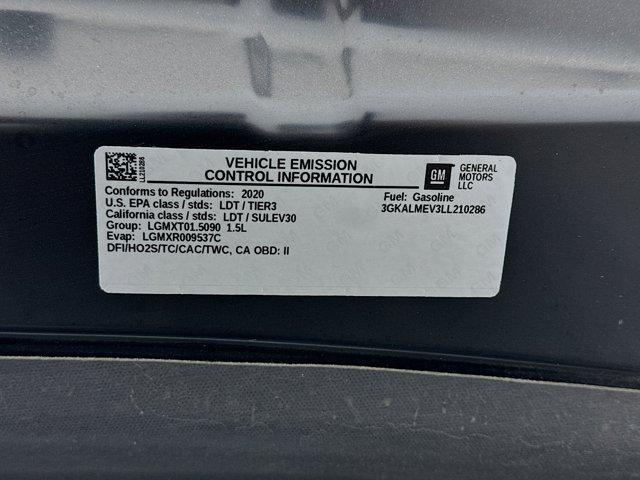 LL210286
VEHICLE EMISSION
CONTROL INFORMATION
GM
GENERAL
MOTORS
LLC
Conforms to Regulations: 2020
U.S. EPA class / stds: LDT / TIER3
California class / stds: LDT / SULEV30
Group: LGMXT01.5090 1.5L
Evap: LGMXR009537C
DFI/HO2S/TC/CAC/TWC, CA OBD: II
Fuel: Gasoline
3GKALMEV3LL210286